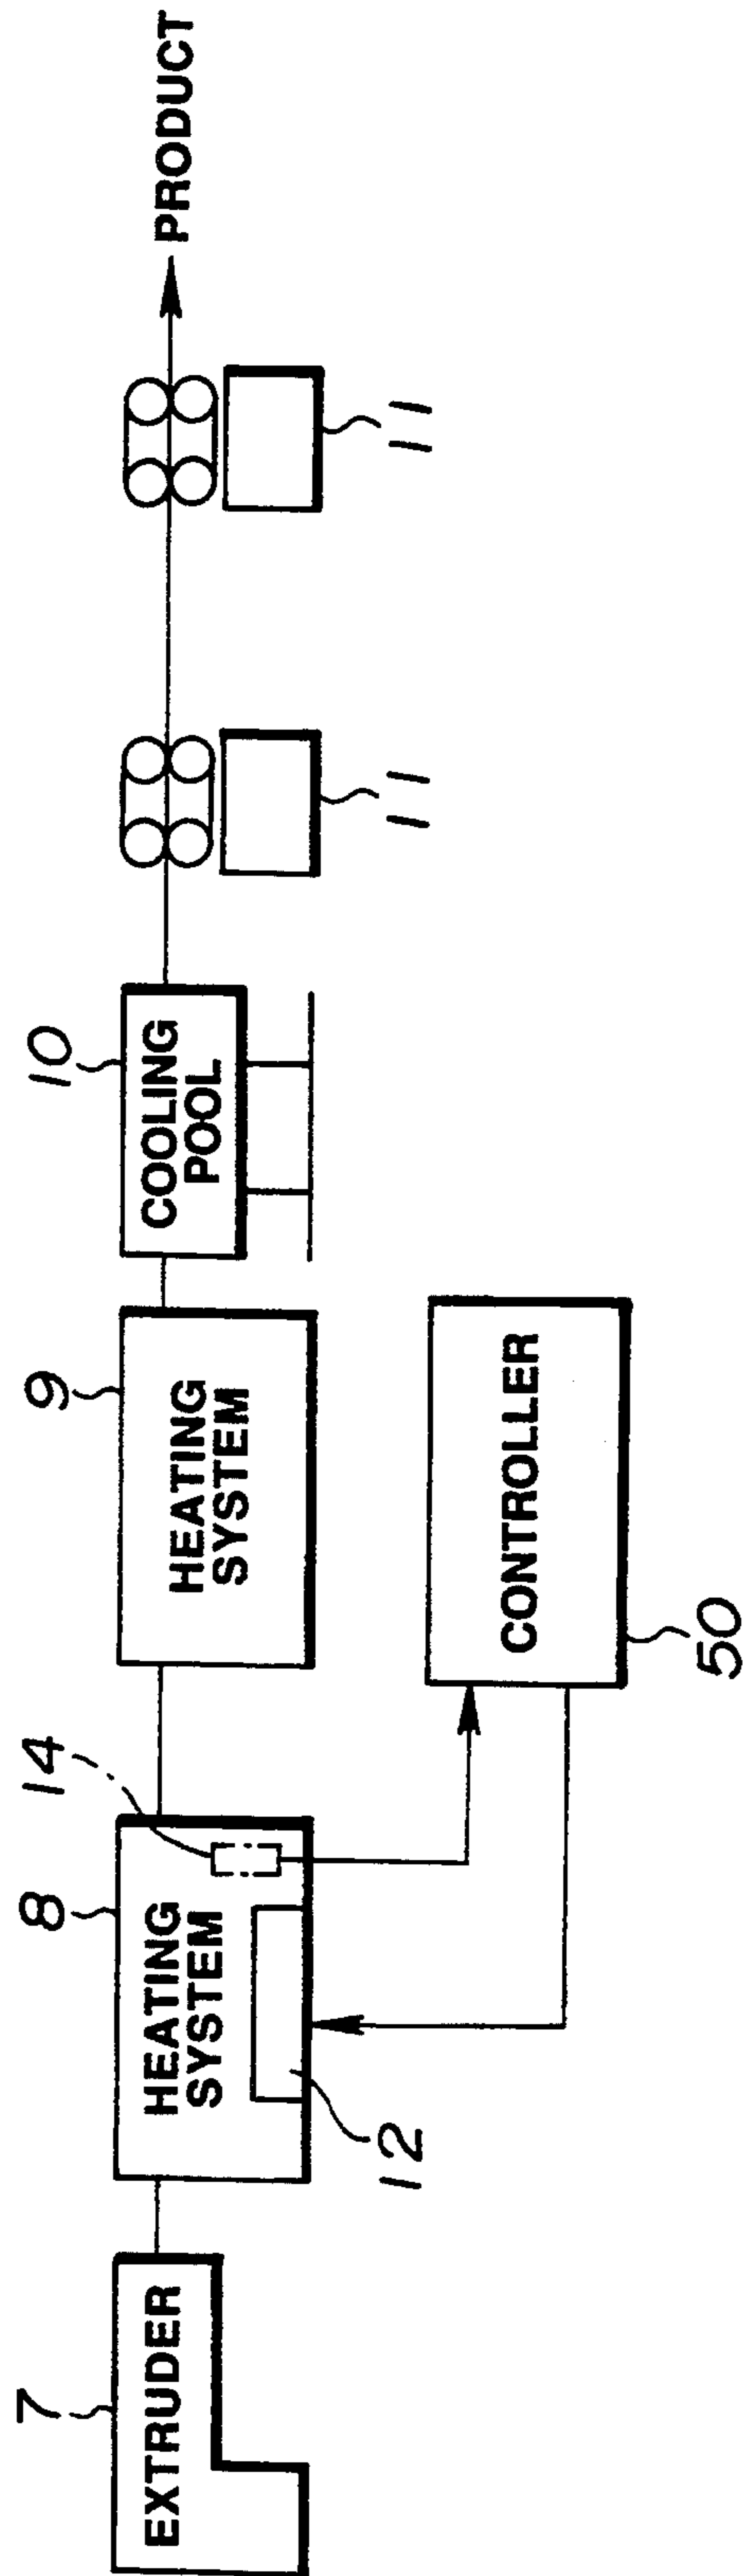 7
EXTRUDER
8
HEATING
SYSTEM
12
14
9
HEATING
SYSTEM
CONTROLLER
50
10
COOLING
POOL
11
11
PRODUCT